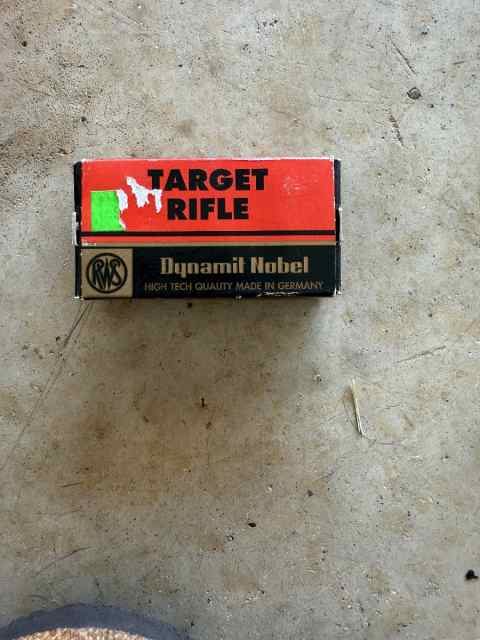 TARGET
RIFLE
RWS
Dynamit Nobel
HIGH TECH QUALITY MADE IN GERMANY